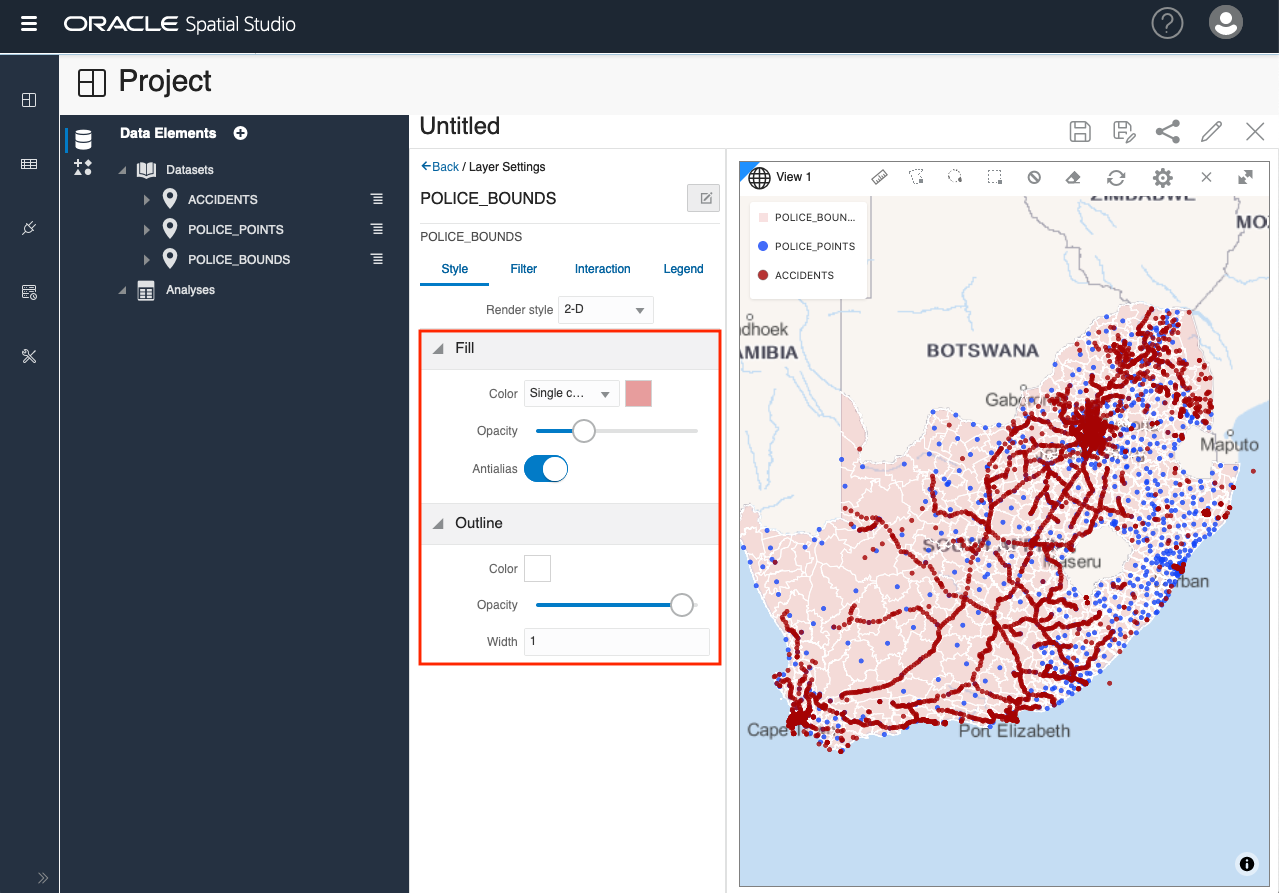 ORACLE Spatial Studio
Project
Data Elements
Datasets
ACCIDENTS
POLICE_POINTS
POLICE_BOUNDS
Analyses
Untitled
Back / Layer Settings
POLICE_BOUNDS
POLICE_BOUNDS
Style Filter Interaction Legend
Render style 2-D
Fill
Color Single c...
Opacity
Antialias
Outline
Color
Opacity
Width 1
View 1
POLICE_BOUN...
POLICE_POINTS
ACCIDENTS
ZIMBABWE
MO
dhoek
AMIBIA
BOTSWANA
Gabor
Maputo
Maseru
rban
Cape
Port Elizabeth